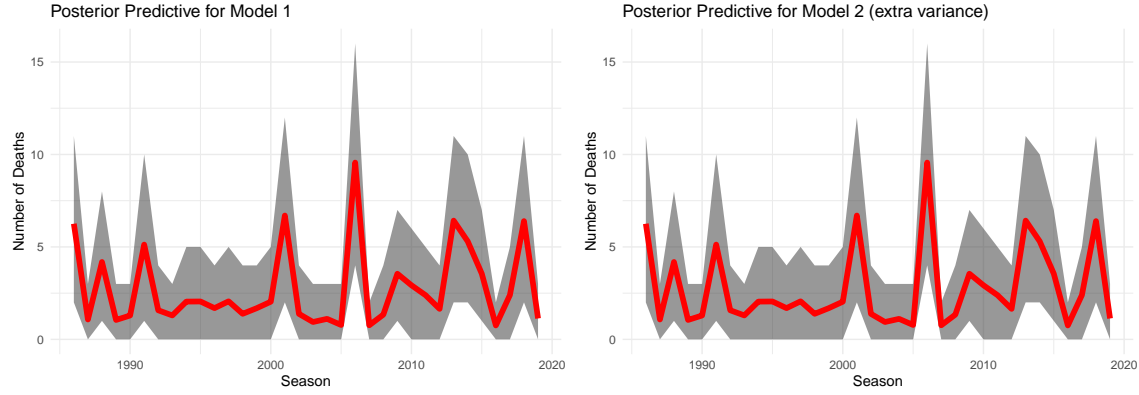 Posterior Predictive for Model 1
15
10
5
0
Number of Deaths
1990
2000
2010
2020
Season
Posterior Predictive for Model 2 (extra variance)
15
10
5
0
Number of Deaths
1990
2000
2010
2020
Season